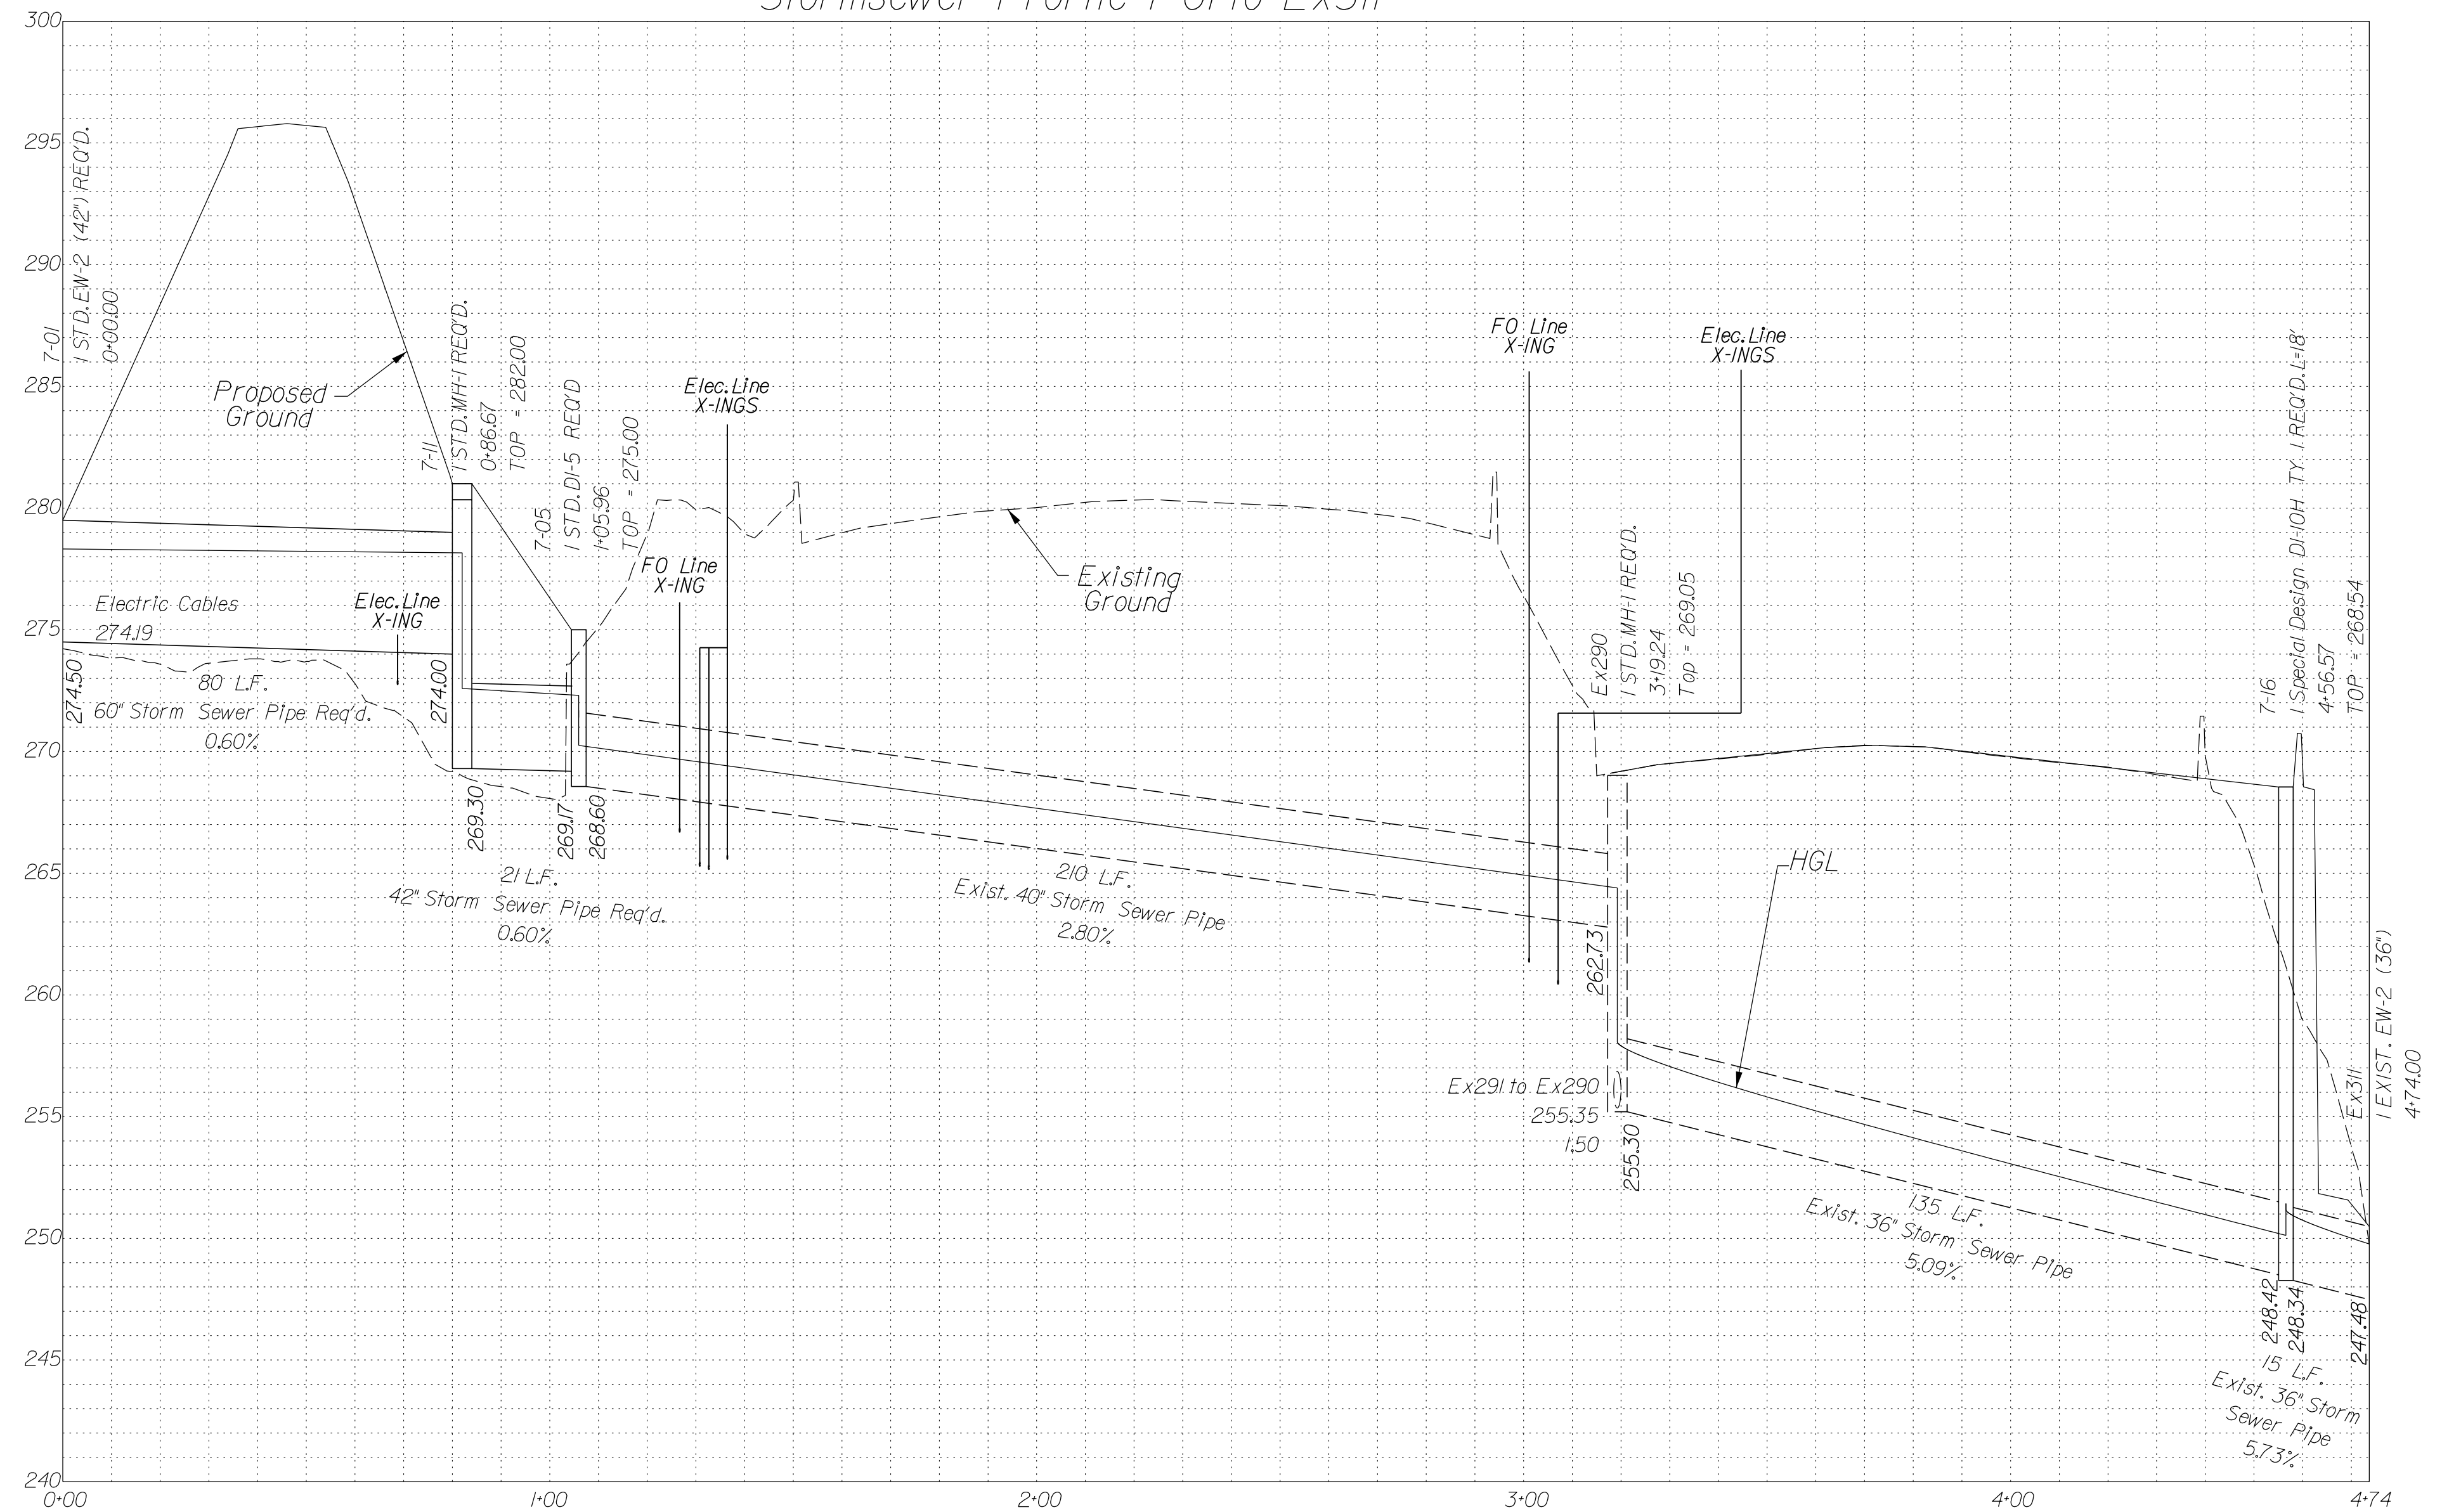 300
295
290
285
280
275
270
265
260
255
250
245
240
0+00
1+00
2+00
3+00
4+00
4+74
7-01
1 STD. EW-2 (42") REQ'D.
0+00.00
Proposed
Ground
7-11
1 STD. MH-1 REQ'D.
0+86.67
TOP = 282.00
7-05
1 STD. DI-5 REQ'D
1+05.96
TOP = 275.00
Elec. Line
X-INGS
FO Line
X-ING
Elec. Line
X-ING
Electric Cables
274.19
274.50
80 L.F.
60" Storm Sewer Pipe Req'd.
0.60%
274.00
269.30
269.17
268.60
21 L.F.
42" Storm Sewer Pipe Req'd.
0.60%
Existing
Ground
210 L.F.
Exist. 40" Storm Sewer Pipe
2.80%
FO Line
X-ING
Elec. Line
X-INGS
Ex290
1 STD. MH-1 REQ'D.
3+19.24
Top = 269.05
262.73
HGL
Ex291 to Ex290
255.35
1.50
255.30
135 L.F.
Exist. 36" Storm Sewer Pipe
5.09%
7-16
1 Special Design DI-10H TY 1 REQ'D. L=18'
4+56.57
TOP = 268.54
Ex311
1 EXIST. EW-2 (36")
4+74.00
248.42
248.34
247.48
15 L.F.
Exist. 36" Storm
Sewer Pipe
5.73%